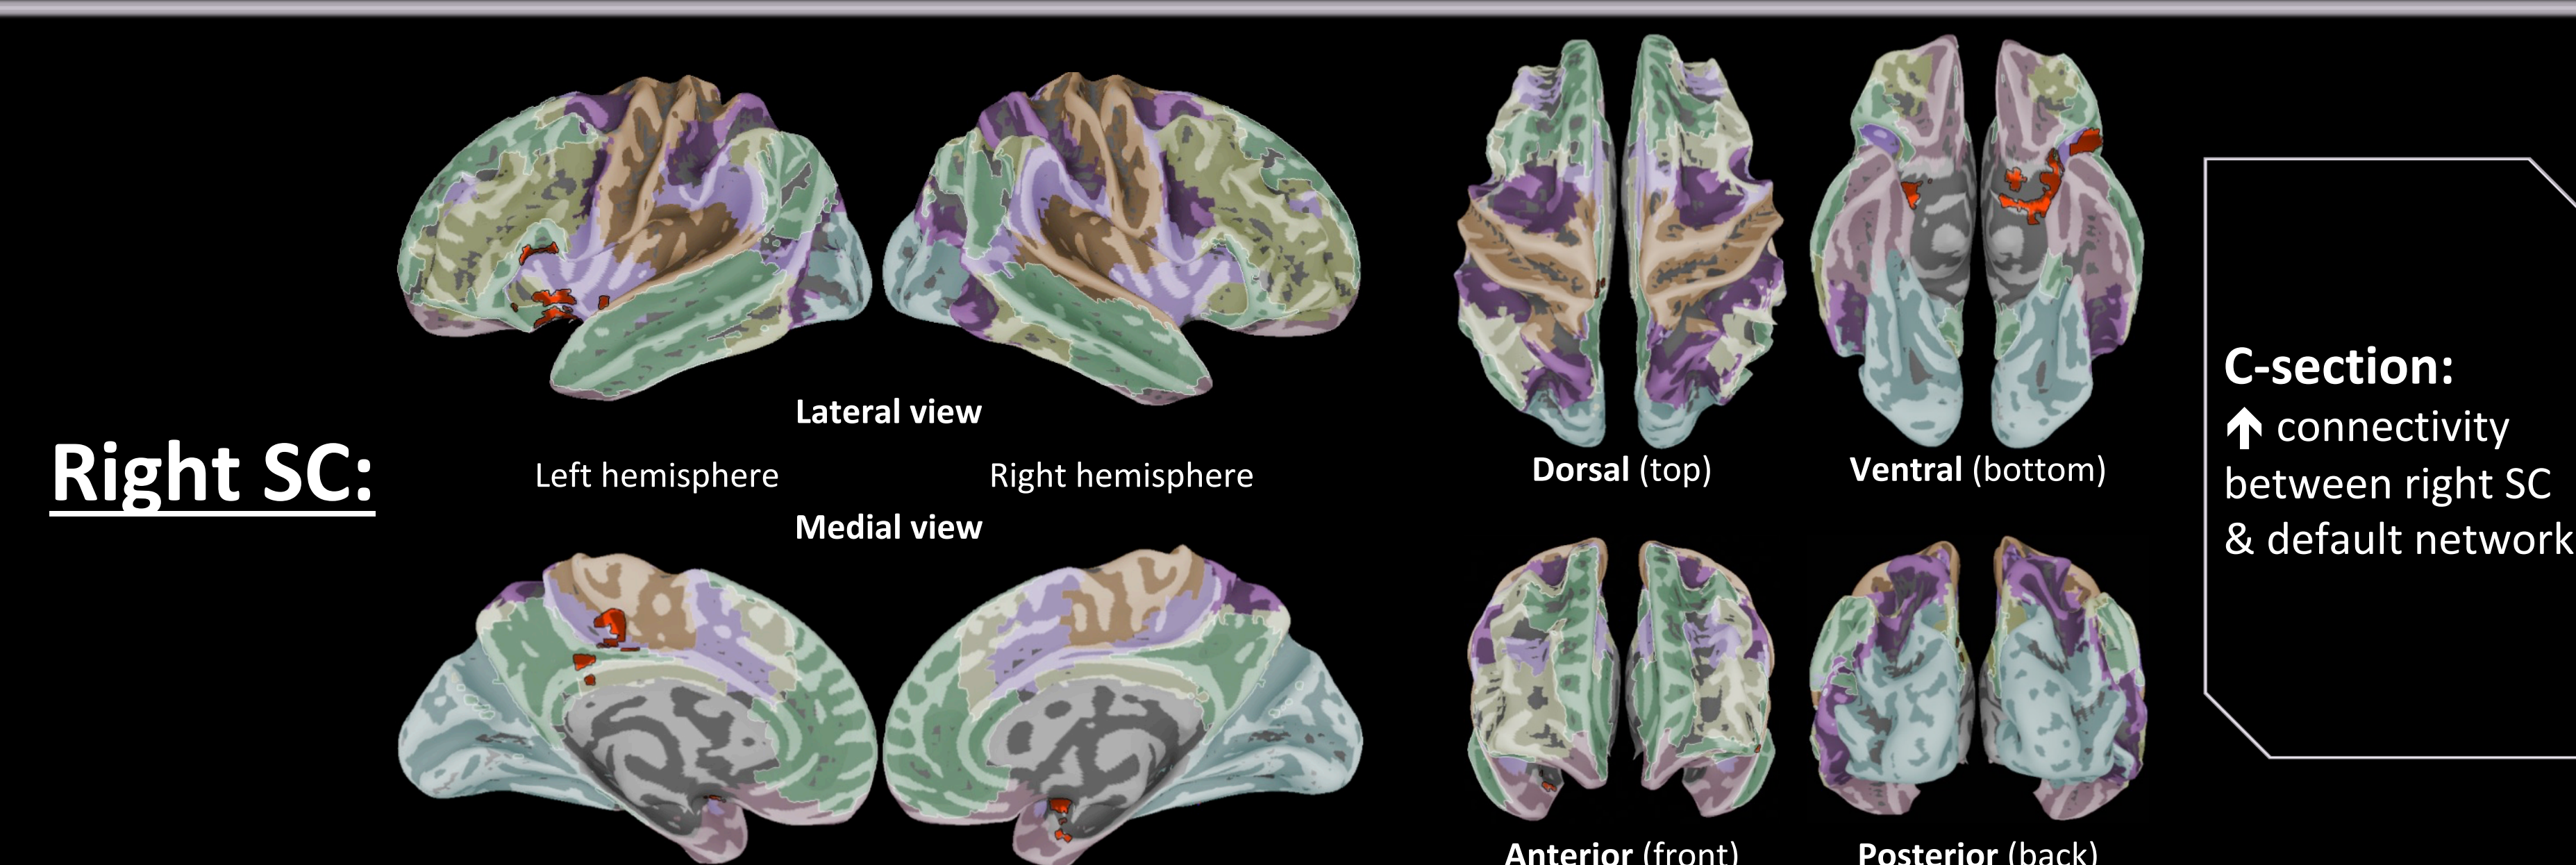 Right SC:
Lateral view
Left hemisphere
Right hemisphere
Medial view
Dorsal (top)
Ventral (bottom)
Anterior (front)
Posterior (back)
C-section:
↑ connectivity
between right SC
& default network